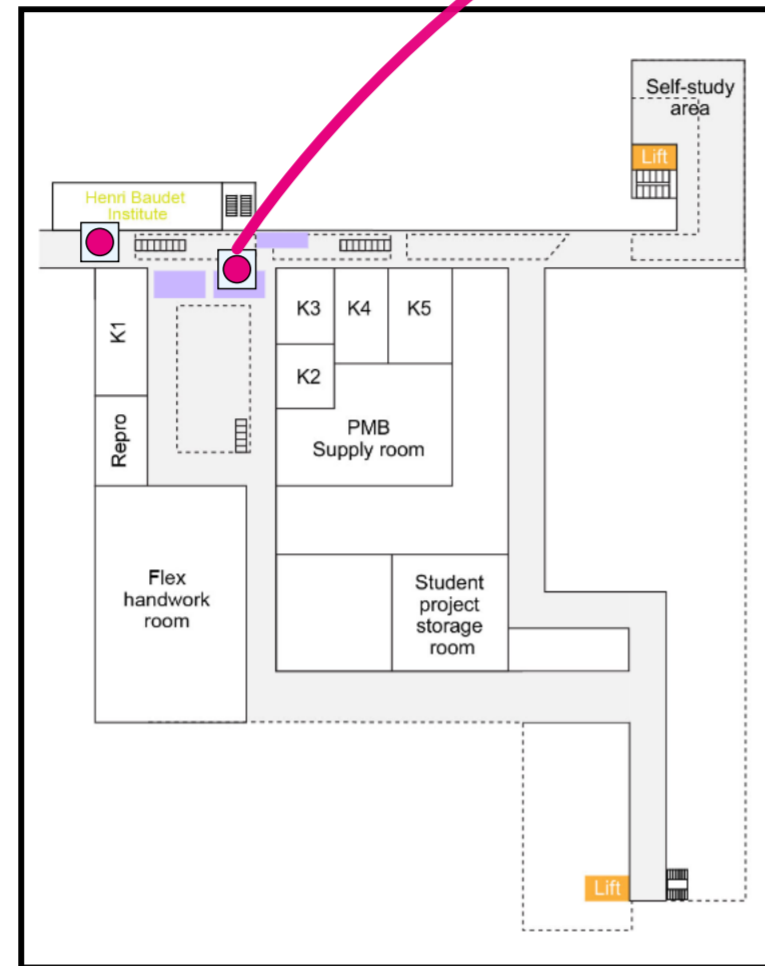 Self-study
area
Lift
Henri Baudet
Institute
K1
K3
K4
K5
K2
Repro
PMB
Supply room
Flex
handwork
room
Student
project
storage
room
Lift